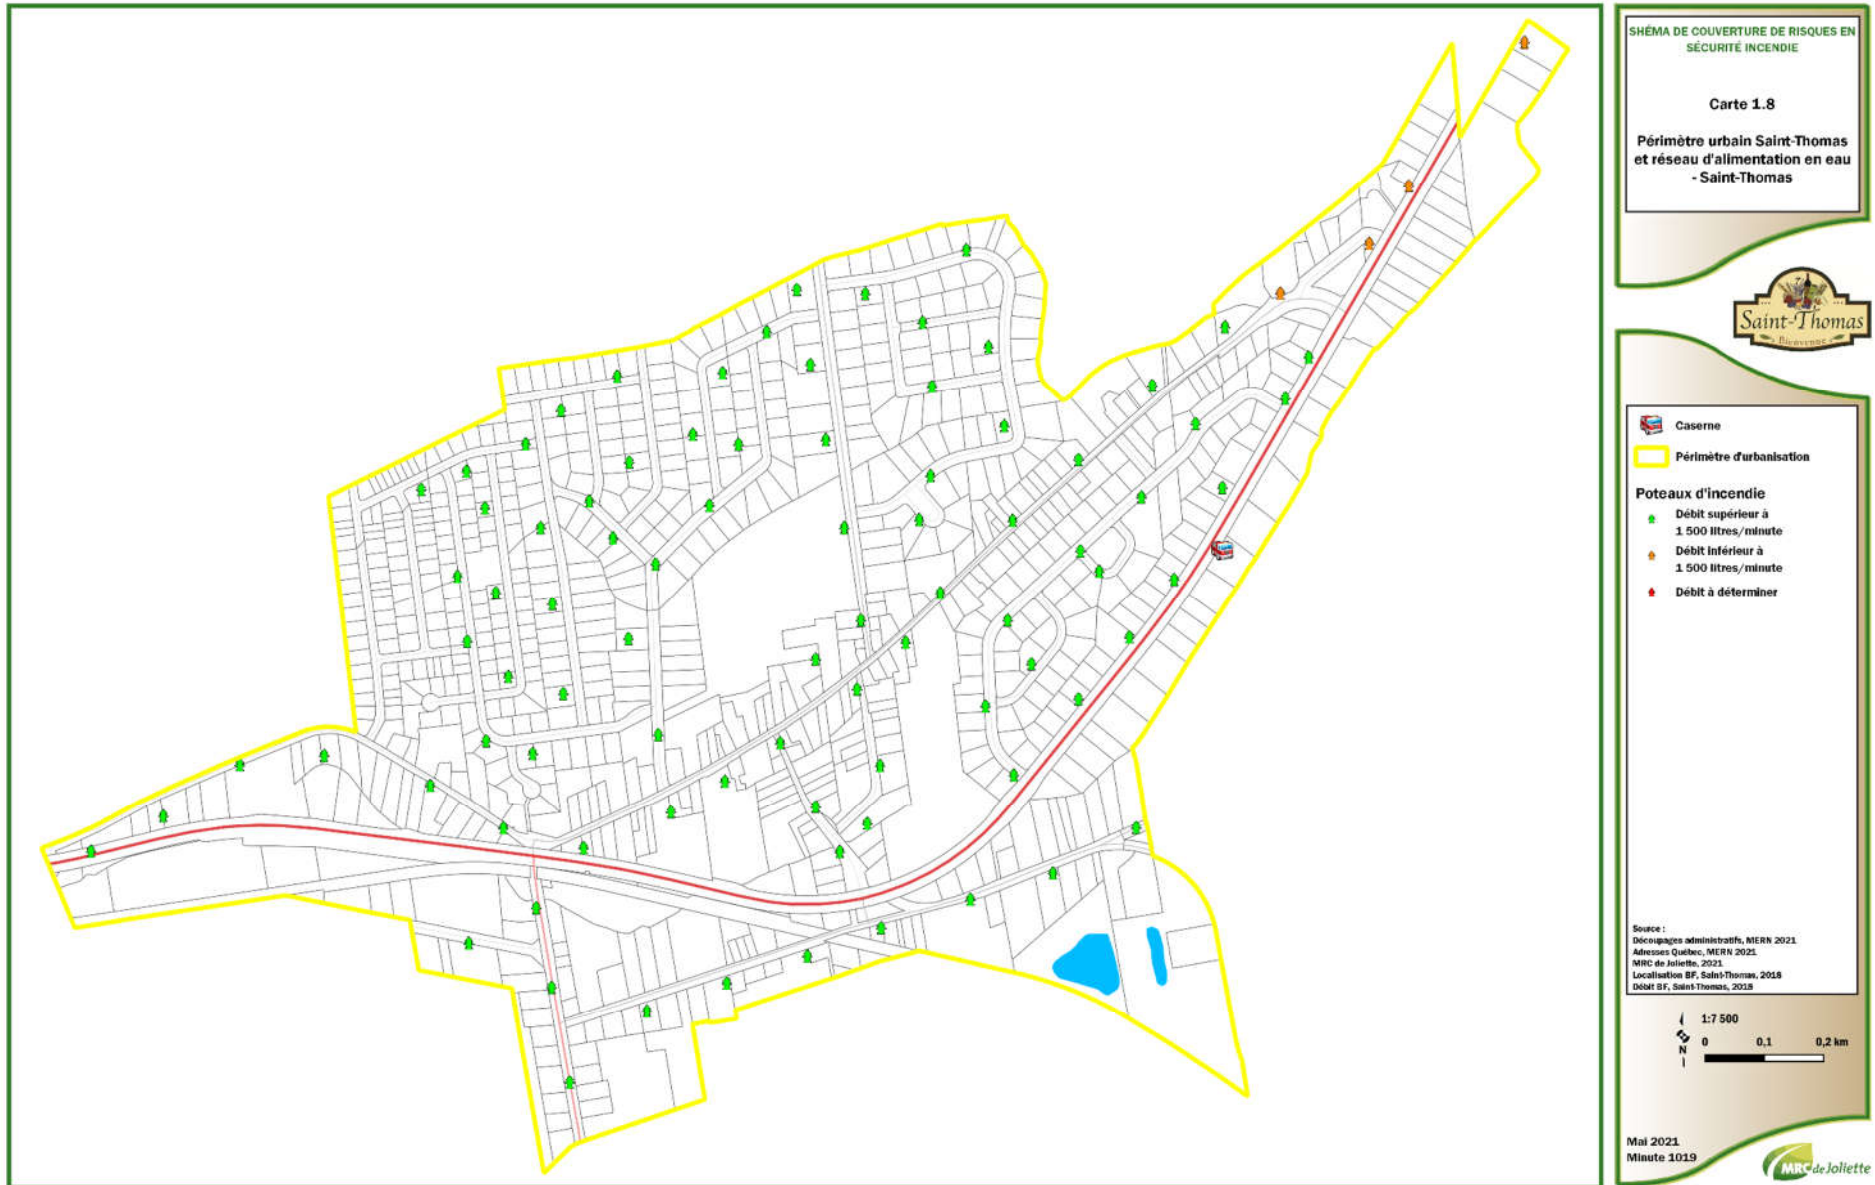 SHÉMA DE COUVERTURE DE RISQUES EN
SÉCURITÉ INCENDIE
Carte 1.8
Périmètre urbain Saint-Thomas
et réseau d'alimentation en eau
- Saint-Thomas
Saint-Thomas
Bienvenue
Caserne
Périmètre d'urbanisation
Poteaux d'incendie
Débit supérieur à
1 500 litres/minute
Débit inférieur à
1 500 litres/minute
Débit à déterminer
Source :
Découpages administratifs, MERN 2021
Adresses Québec, MERN 2021
MRC de Joliette, 2021
Localisation BF, Saint-Thomas, 2018
Débit BF, Saint-Thomas, 2018
1:7 500
N
0 0,1 0,2 km
Mai 2021
Minute 1019
MRC de Joliette